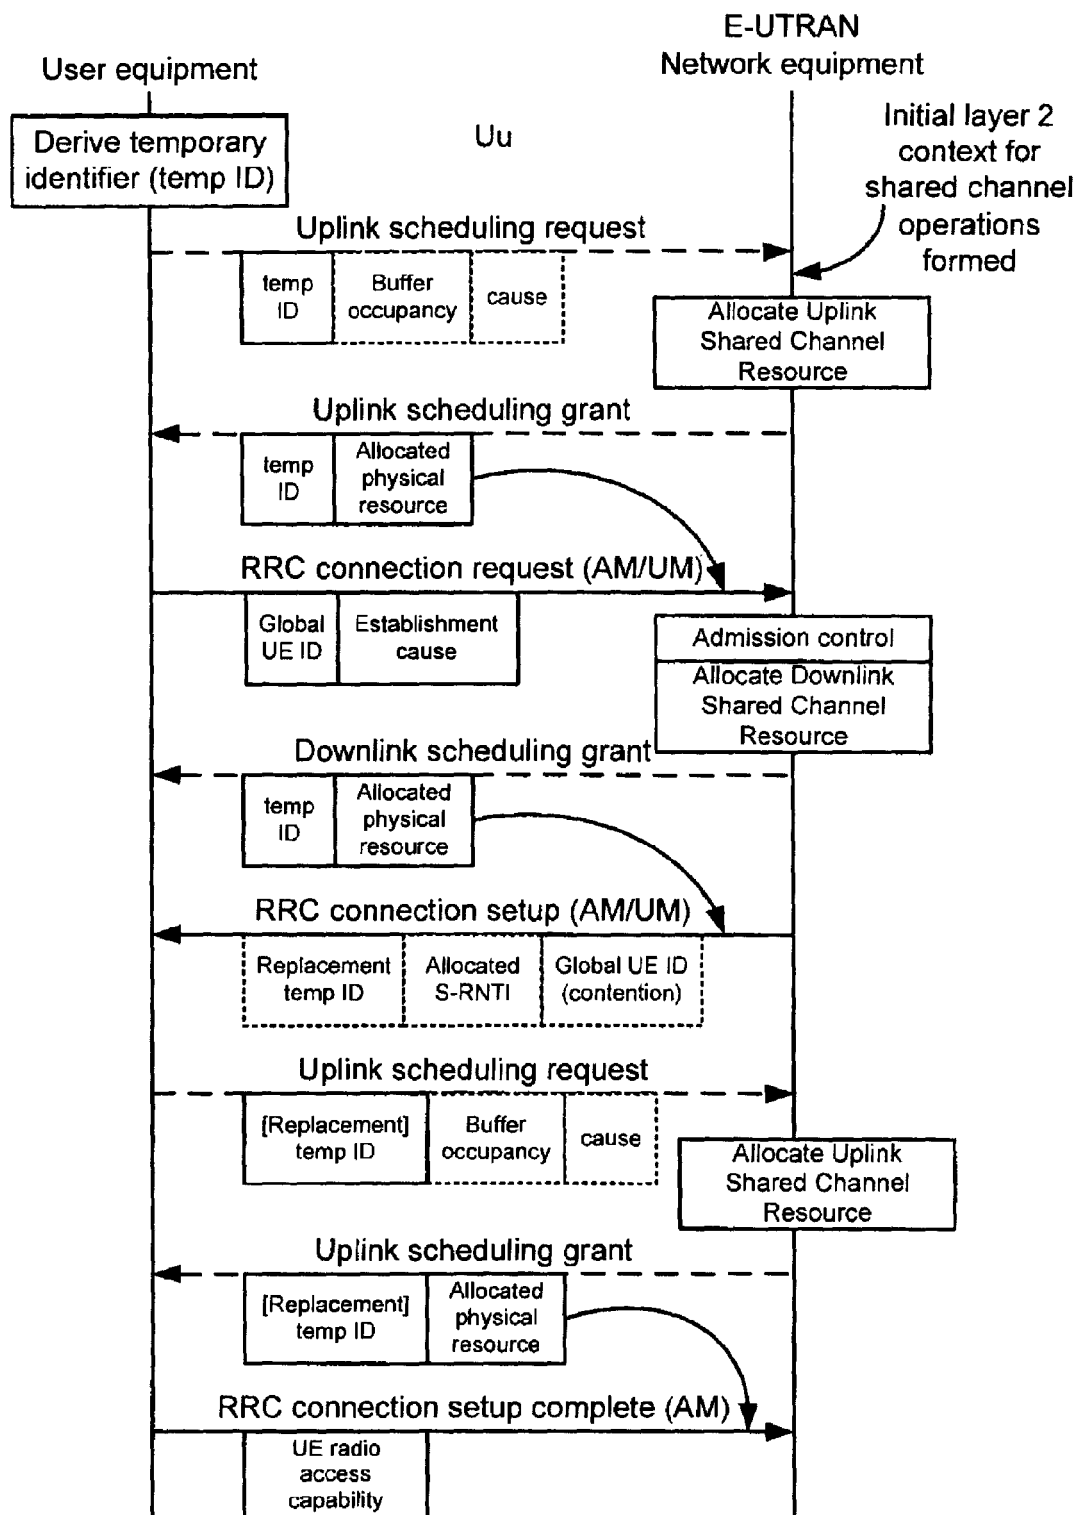 E-UTRAN
Network equipment
User equipment
Initial layer 2
context for
shared channel
operations
formed
Derive temporary
identifier (temp ID)
Uu
Uplink scheduling request
temp
ID
Buffer
occupancy
cause
Allocate Uplink
Shared Channel
Resource
Uplink scheduling grant
temp
ID
Allocated
physical
resource
RRC connection request (AM/UM)
Global
UE ID
Establishment
cause
Admission control
Allocate Downlink
Shared Channel
Resource
Downlink scheduling grant
temp
ID
Allocated
physical
resource
RRC connection setup (AM/UM)
Replacement
temp ID
Allocated
S-RNTI
Global UE ID
(contention)
Uplink scheduling request
[Replacement]
temp ID
Buffer
occupancy
cause
Allocate Uplink
Shared Channel
Resource
Uplink scheduling grant
[Replacement]
temp ID
Allocated
physical
resource
RRC connection setup complete (AM)
UE radio
access
capability